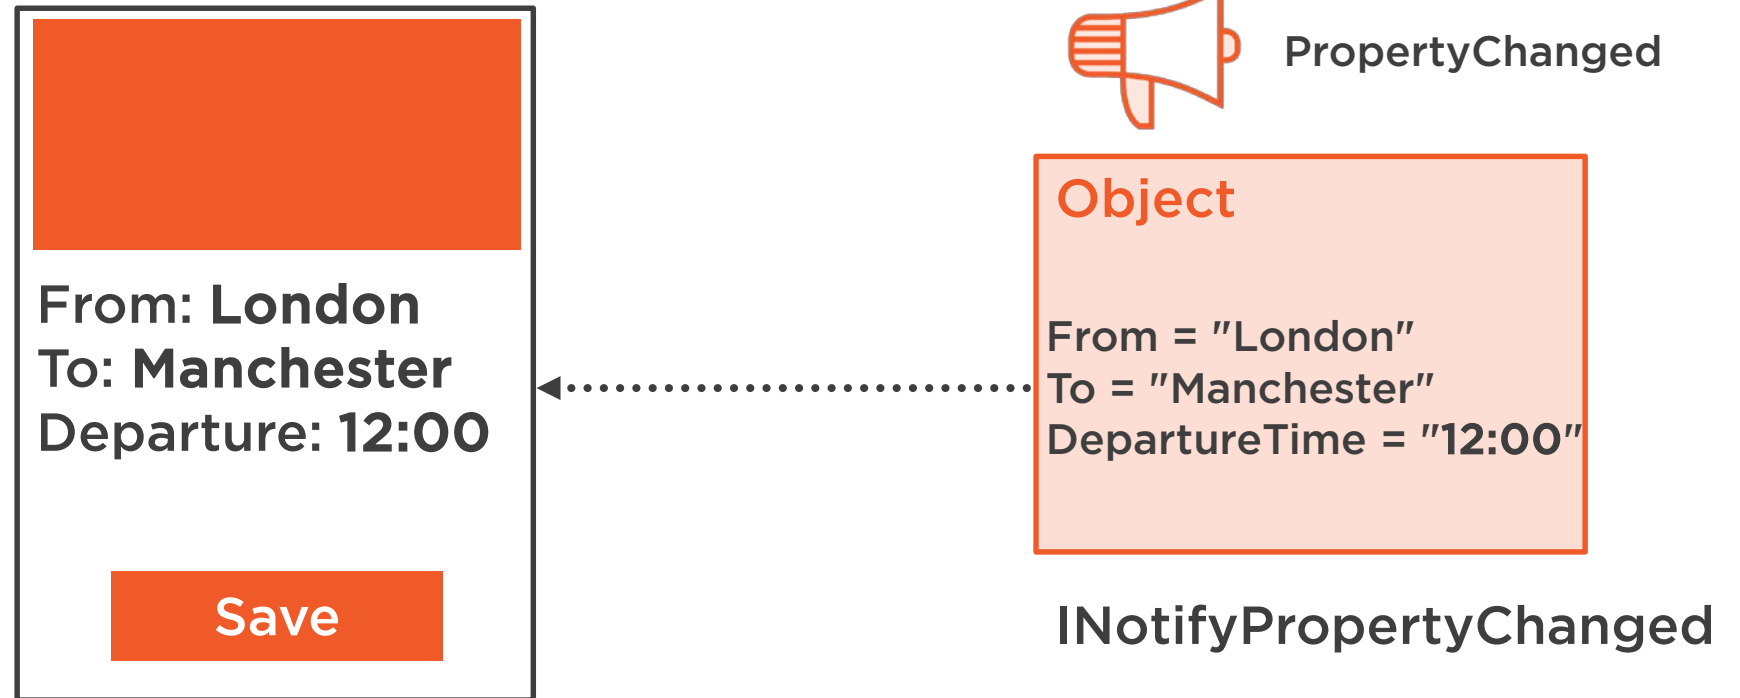 From: London
To: Manchester
Departure: 12:00
Save
PropertyChanged
Object
From = "London"
To = "Manchester"
DepartureTime = "12:00"
INotifyPropertyChanged